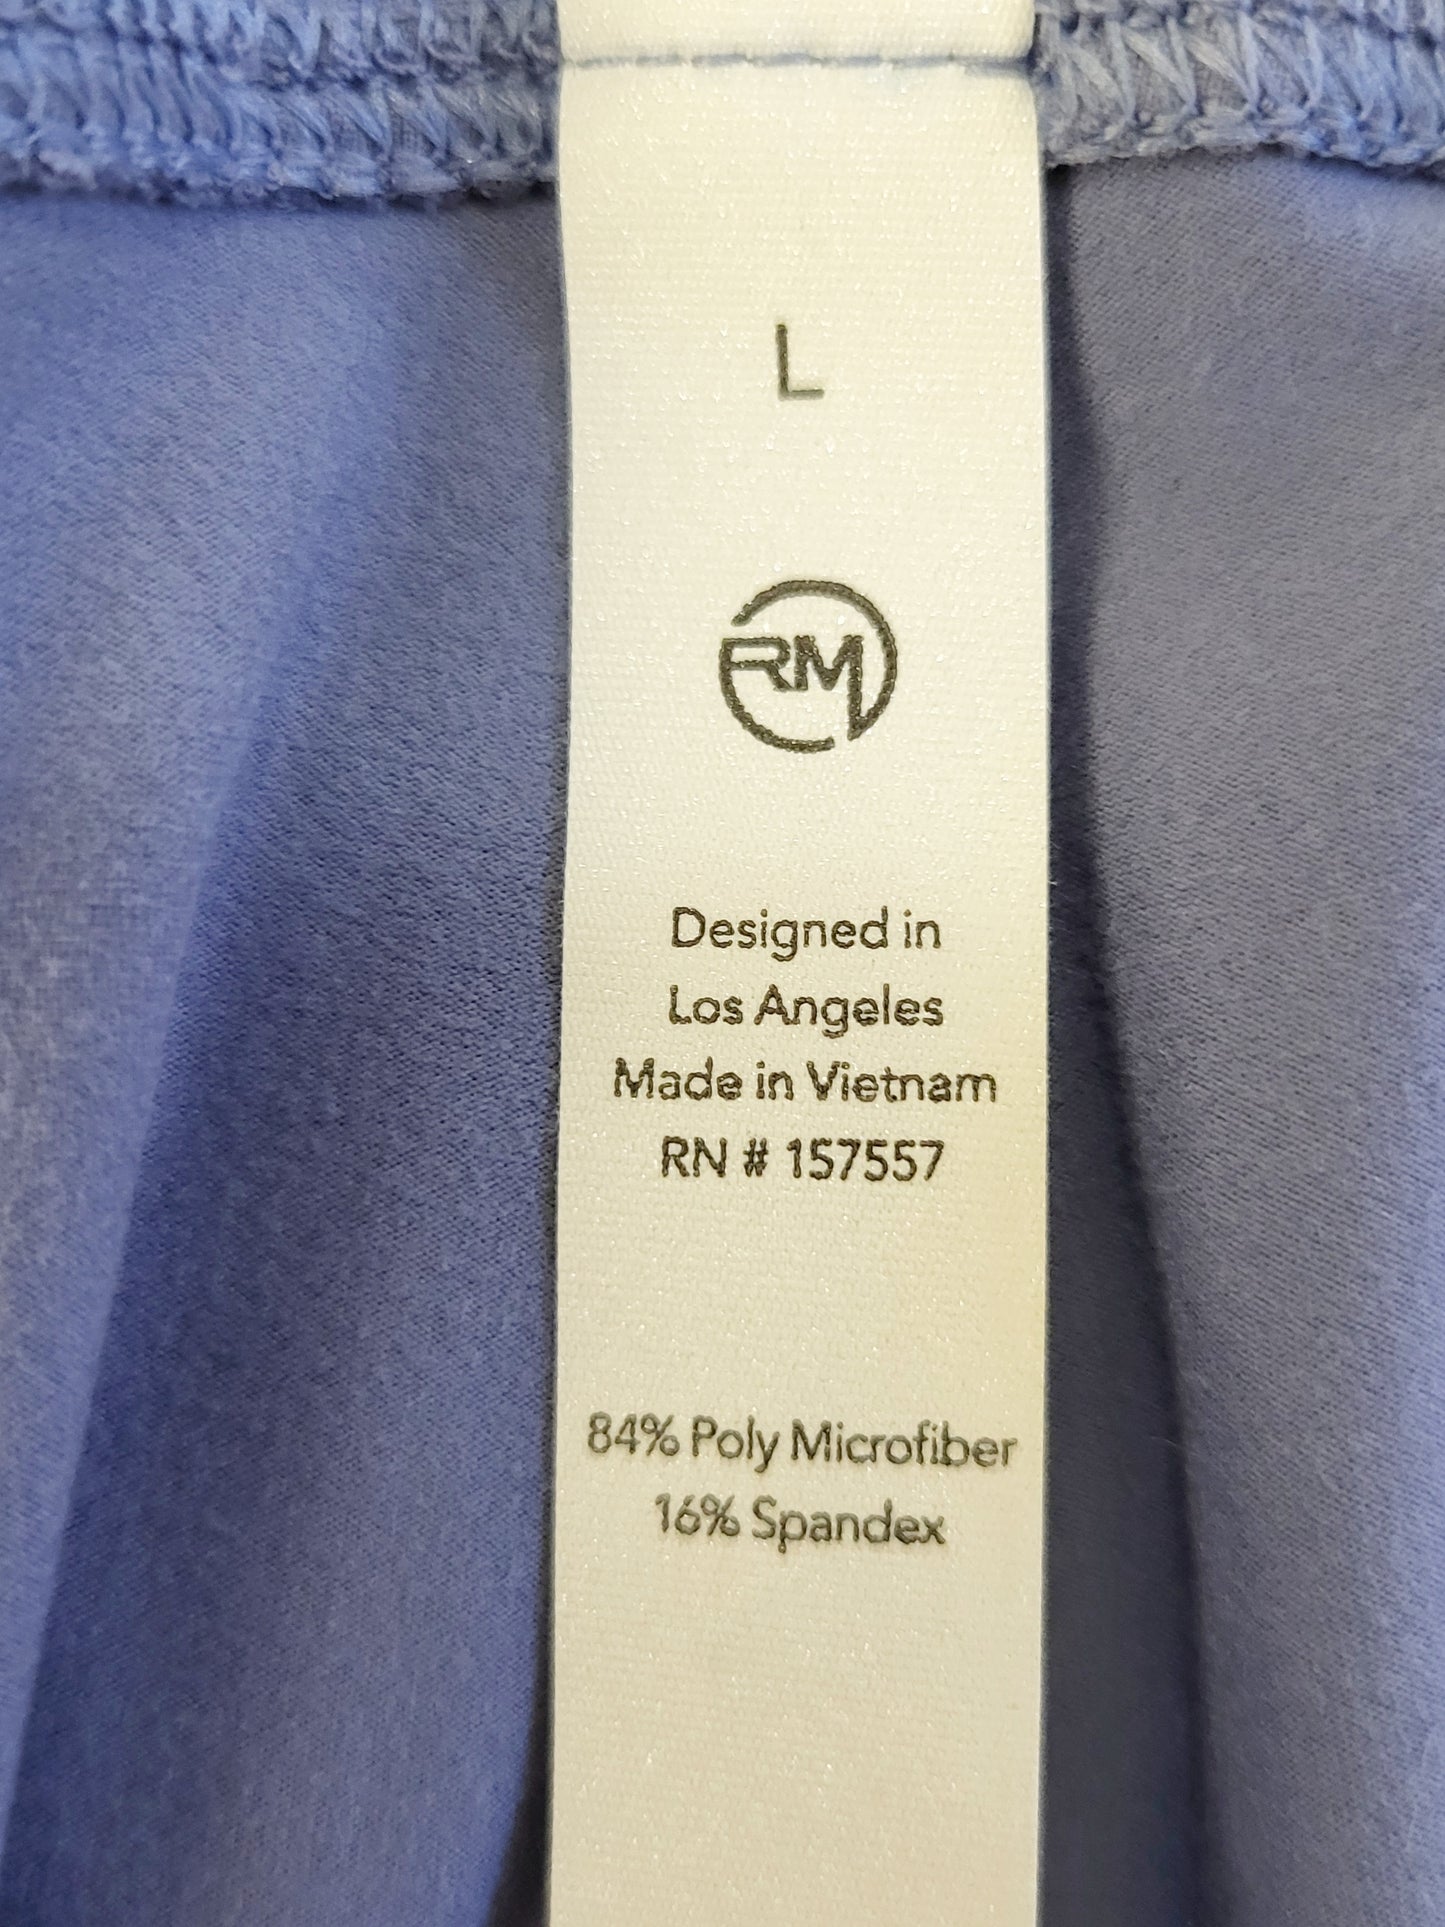 L
RM
Designed in
Los Angeles
Made in Vietnam
RN # 157557
84% Poly Microfiber
16% Spandex